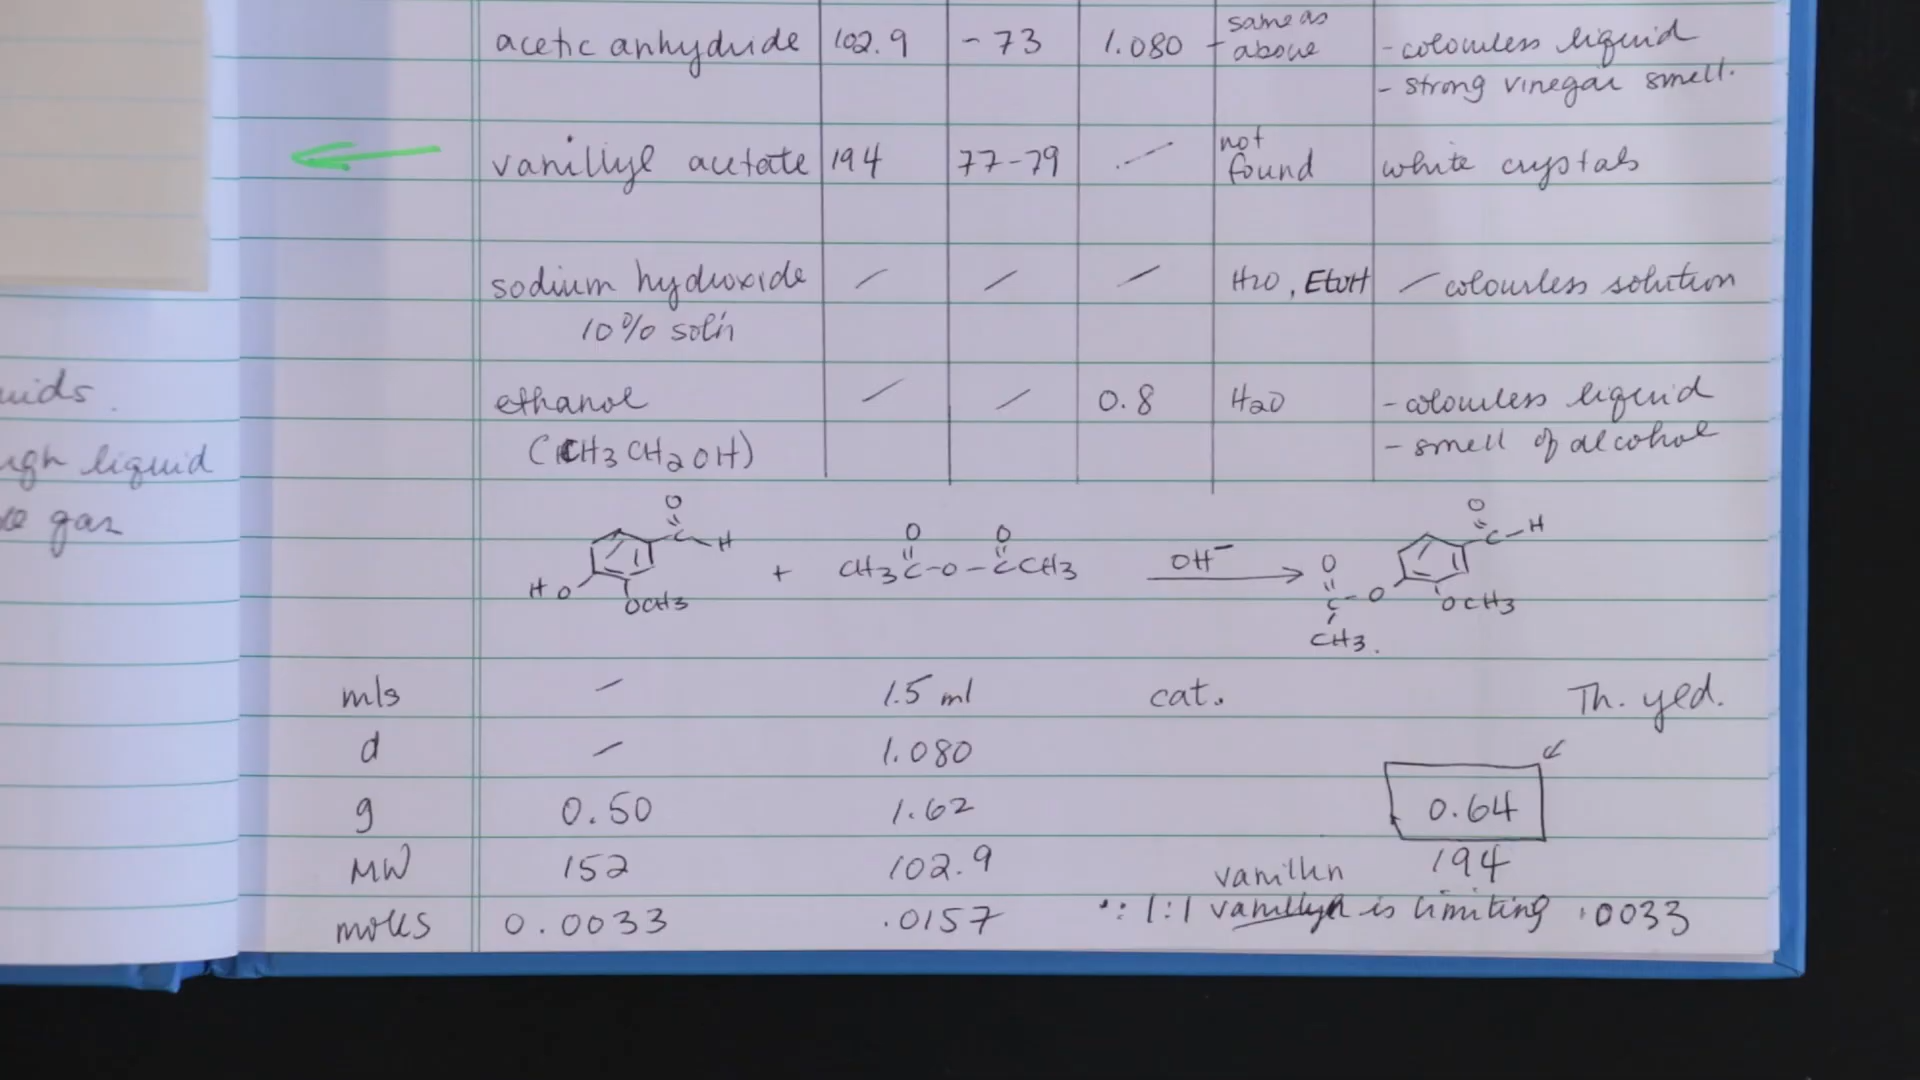 acetic anhydride 102.9 -73 1.080 - same as above - colourless liquid
- strong vinegar smell.
vanillyl acetate 194 77-79 not found white crystals
sodium hydroxide H2O, EtOH colourless solution
10% sol'n
ethanol 0.8 H2O - colourless liquid
(CH3CH2OH) - smell of alcohol
uids.
ugh liquid
gas
O C H HO OCH3 + CH3C-O-CCH3 O O OH⁻ O C O CH3. O C-H OCH3
mls 1.5 ml cat. Th. yed.
d 1.080
g 0.50 1.62 0.64
MW 152 102.9 vanillin 194
moles 0.0033 .0157 ∴ 1:1 is limiting .0033